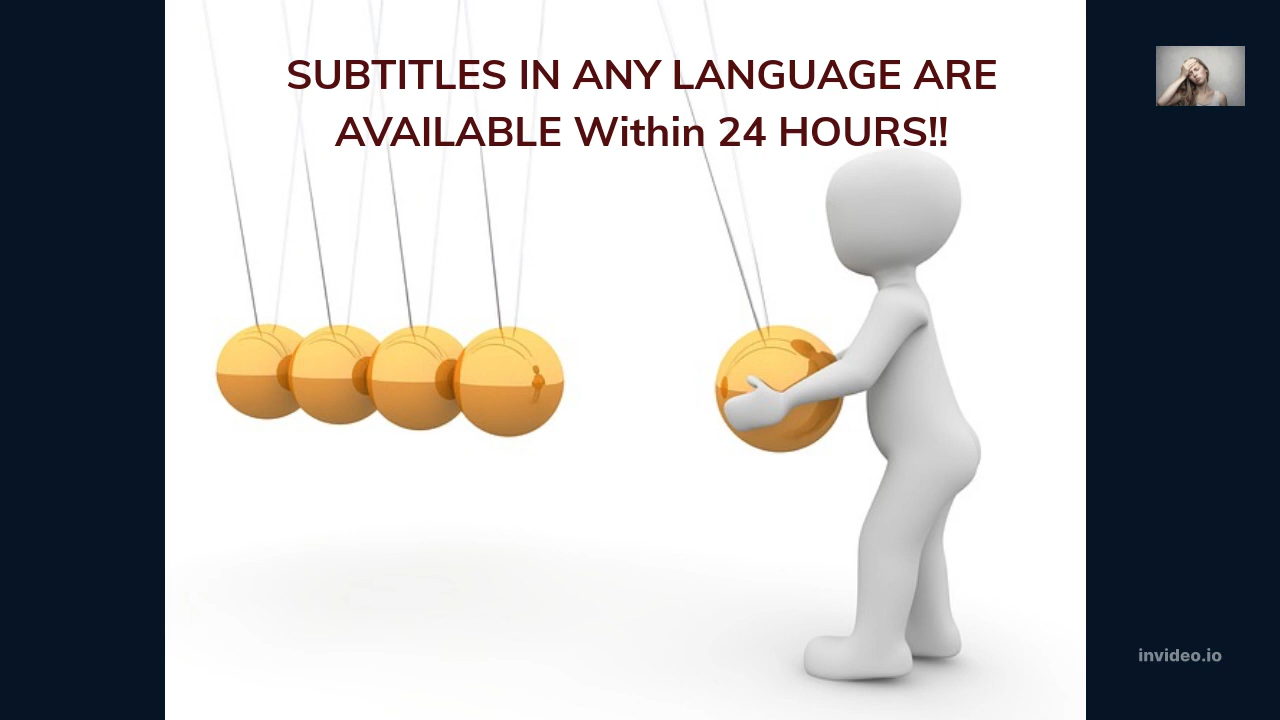 SUBTITLES IN ANY LANGUAGE ARE
AVAILABLE Within 24 HOURS!!
invideo.io